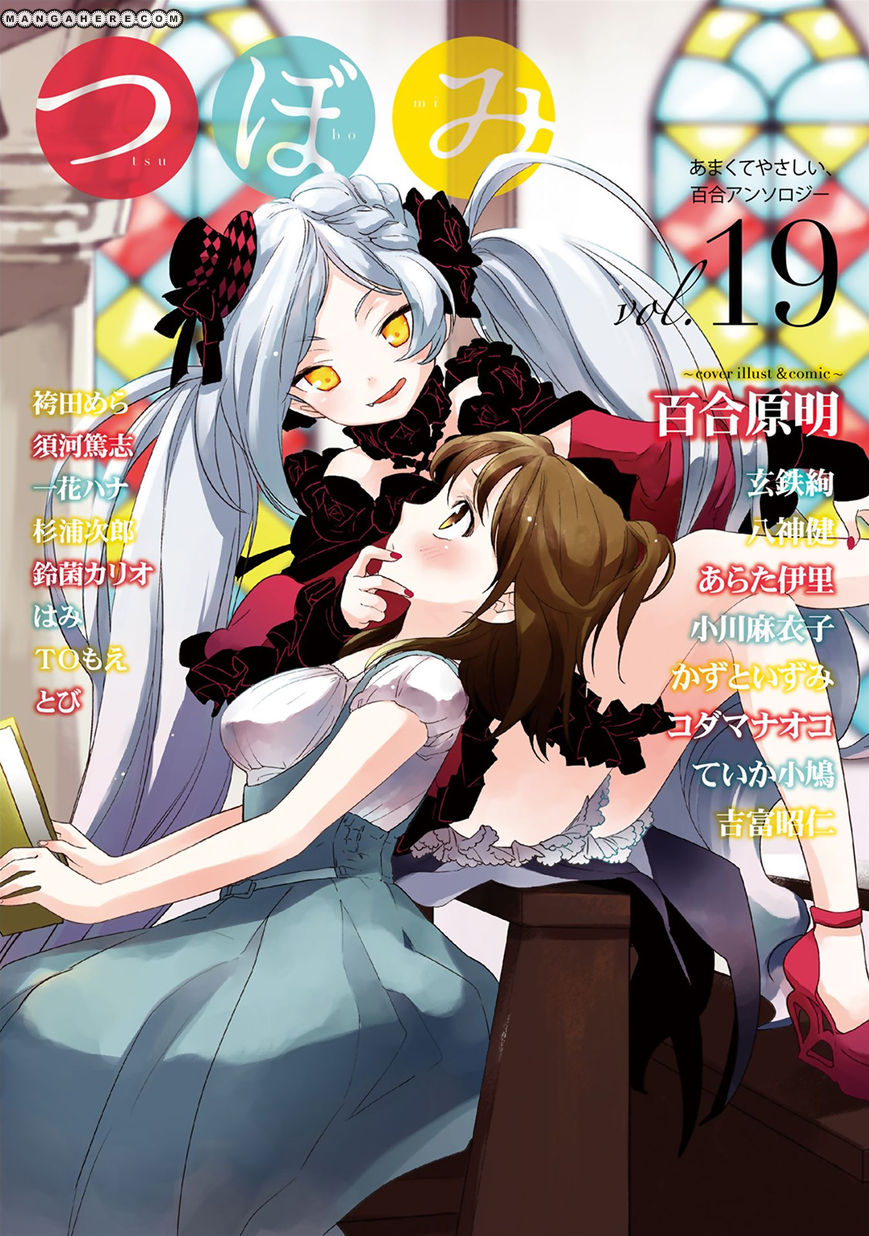 MANGAHERE.COM
つぼみ
tsu bo mi
あまくてやさしい、
百合アンソロジー
vol.19
~cover illust & comic~
百合原明
袴田めら
須河篤志
一花ハナ
杉浦次郎
鈴菌カリオ
はみ
TOもえ
とび
玄鉄絢
八神健
あらた伊里
小川麻衣子
かずといずみ
コダマナオコ
ていか小鳩
吉富昭仁